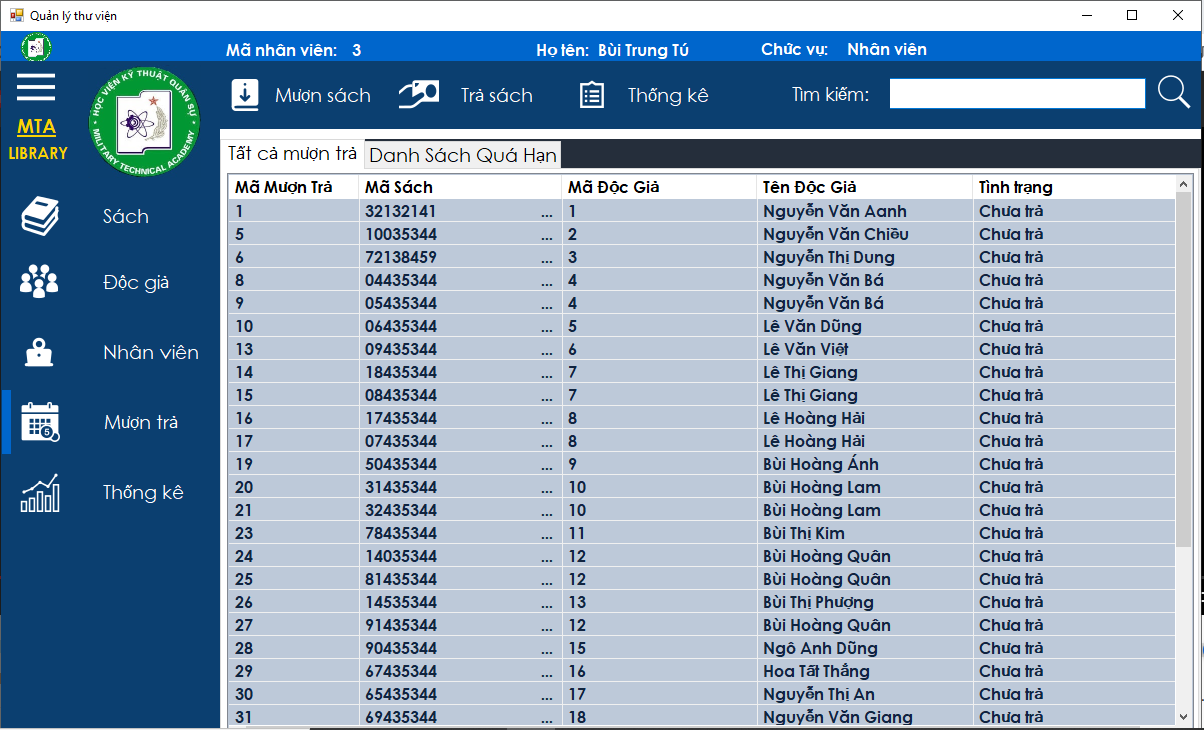 Quản lý thư viện
Mã nhân viên: 3 Họ tên: Bùi Trung Tú Chức vụ: Nhân viên
HỌC VIỆN KỸ THUẬT QUÂN SỰ
MILITARY TECHNICAL ACADEMY
MTA
LIBRARY
Mượn sách Trả sách Thống kê Tìm kiếm:
Sách
Độc giả
Nhân viên
Mượn trả
5
Thống kê
Tất cả mượn trả Danh Sách Quá Hạn
Mã Mượn Trả Mã Sách Mã Độc Giả Tên Độc Giả Tình trạng
1 32132141 ... 1 Nguyễn Văn Aanh Chưa trả
5 10035344 ... 2 Nguyễn Văn Chiều Chưa trả
6 72138459 ... 3 Nguyễn Thị Dung Chưa trả
8 04435344 ... 4 Nguyễn Văn Bá Chưa trả
9 05435344 ... 4 Nguyễn Văn Bá Chưa trả
10 06435344 ... 5 Lê Văn Dũng Chưa trả
13 09435344 ... 6 Lê Văn Việt Chưa trả
14 18435344 ... 7 Lê Thị Giang Chưa trả
15 08435344 ... 7 Lê Thị Giang Chưa trả
16 17435344 ... 8 Lê Hoàng Hải Chưa trả
17 07435344 ... 8 Lê Hoàng Hải Chưa trả
19 50435344 ... 9 Bùi Hoàng Ánh Chưa trả
20 31435344 ... 10 Bùi Hoàng Lam Chưa trả
21 32435344 ... 10 Bùi Hoàng Lam Chưa trả
23 78435344 ... 11 Bùi Thị Kim Chưa trả
24 14035344 ... 12 Bùi Hoàng Quân Chưa trả
25 81435344 ... 12 Bùi Hoàng Quân Chưa trả
26 14535344 ... 13 Bùi Thị Phượng Chưa trả
27 91435344 ... 12 Bùi Hoàng Quân Chưa trả
28 90435344 ... 15 Ngô Anh Dũng Chưa trả
29 67435344 ... 16 Hoa Tất Thắng Chưa trả
30 65435344 ... 17 Nguyễn Thị An Chưa trả
31 69435344 ... 18 Nguyễn Văn Giang Chưa trả